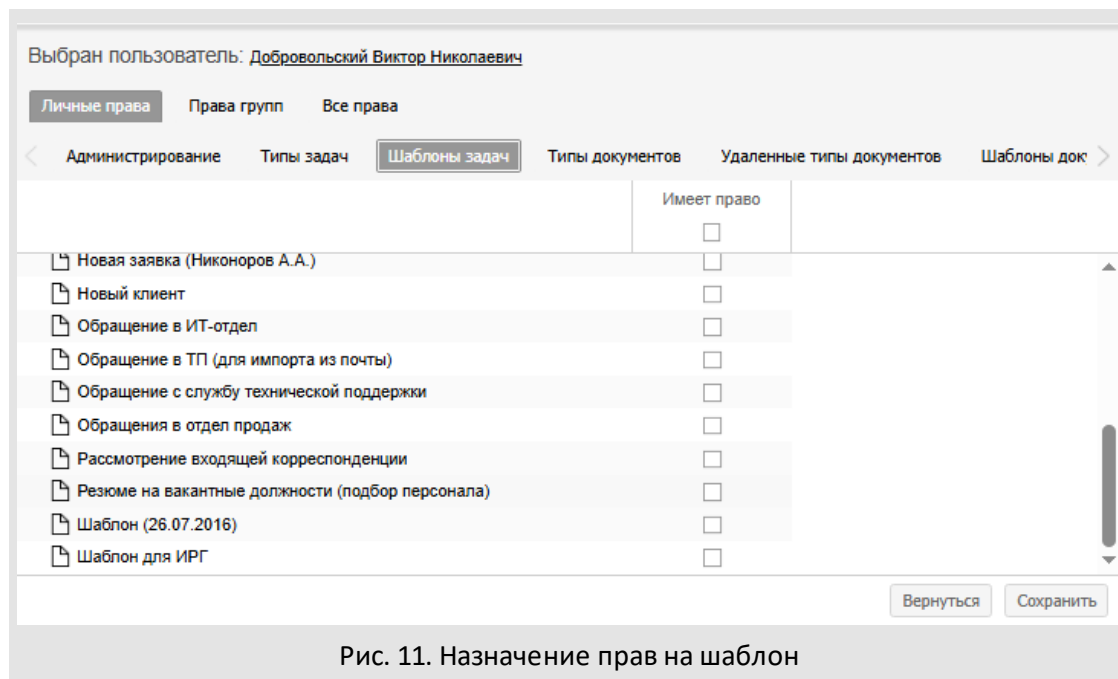 Выбран пользователь: Добровольский Виктор Николаевич
Личные права Права групп Все права
Администрирование Типы задач Шаблоны задач Типы документов Удаленные типы документов Шаблоны док
Имеет право
Новая заявка (Никоноров А.А.)
Новый клиент
Обращение в ИТ-отдел
Обращение в ТП (для импорта из почты)
Обращение с службу технической поддержки
Обращения в отдел продаж
Рассмотрение входящей корреспонденции
Резюме на вакантные должности (подбор персонала)
Шаблон (26.07.2016)
Шаблон для ИРГ
Вернуться Сохранить
Рис. 11. Назначение прав на шаблон